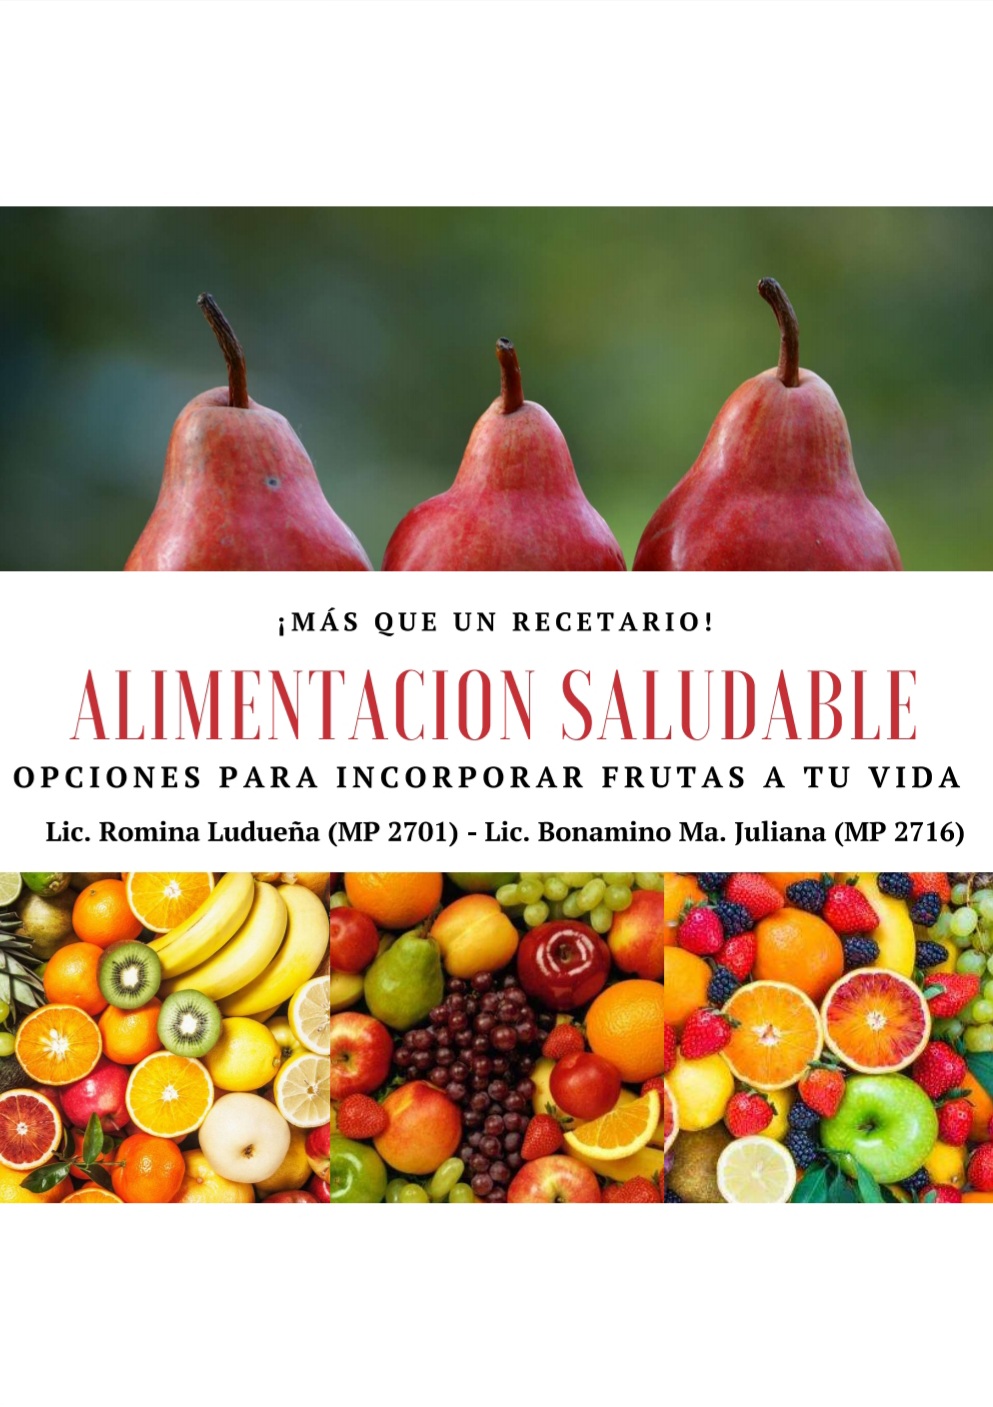 ¡MÁS QUE UN RECETARIO!
ALIMENTACION SALUDABLE
OPCIONES PARA INCORPORAR FRUTAS A TU VIDA
Lic. Romina Ludueña (MP 2701) - Lic. Bonamino Ma. Juliana (MP 2716)